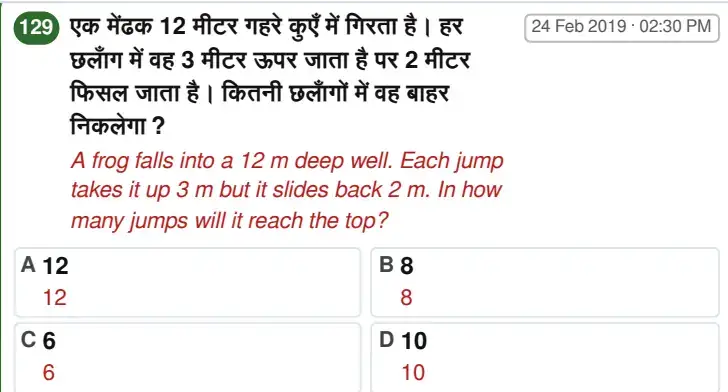 129 एक मेंढक 12 मीटर गहरे कुएँ में गिरता है। हर
24 Feb 2019 · 02:30 PM
छलाँग में वह 3 मीटर ऊपर जाता है पर 2 मीटर
फिसल जाता है। कितनी छलाँगों में वह बाहर
निकलेगा ?
A frog falls into a 12 m deep well. Each jump
takes it up 3 m but it slides back 2 m. In how
many jumps will it reach the top?
A 12
12
B 8
8
C 6
6
D 10
10